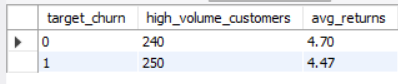 target_churn high_volume_customers avg_returns
0 240 4.70
1 250 4.47